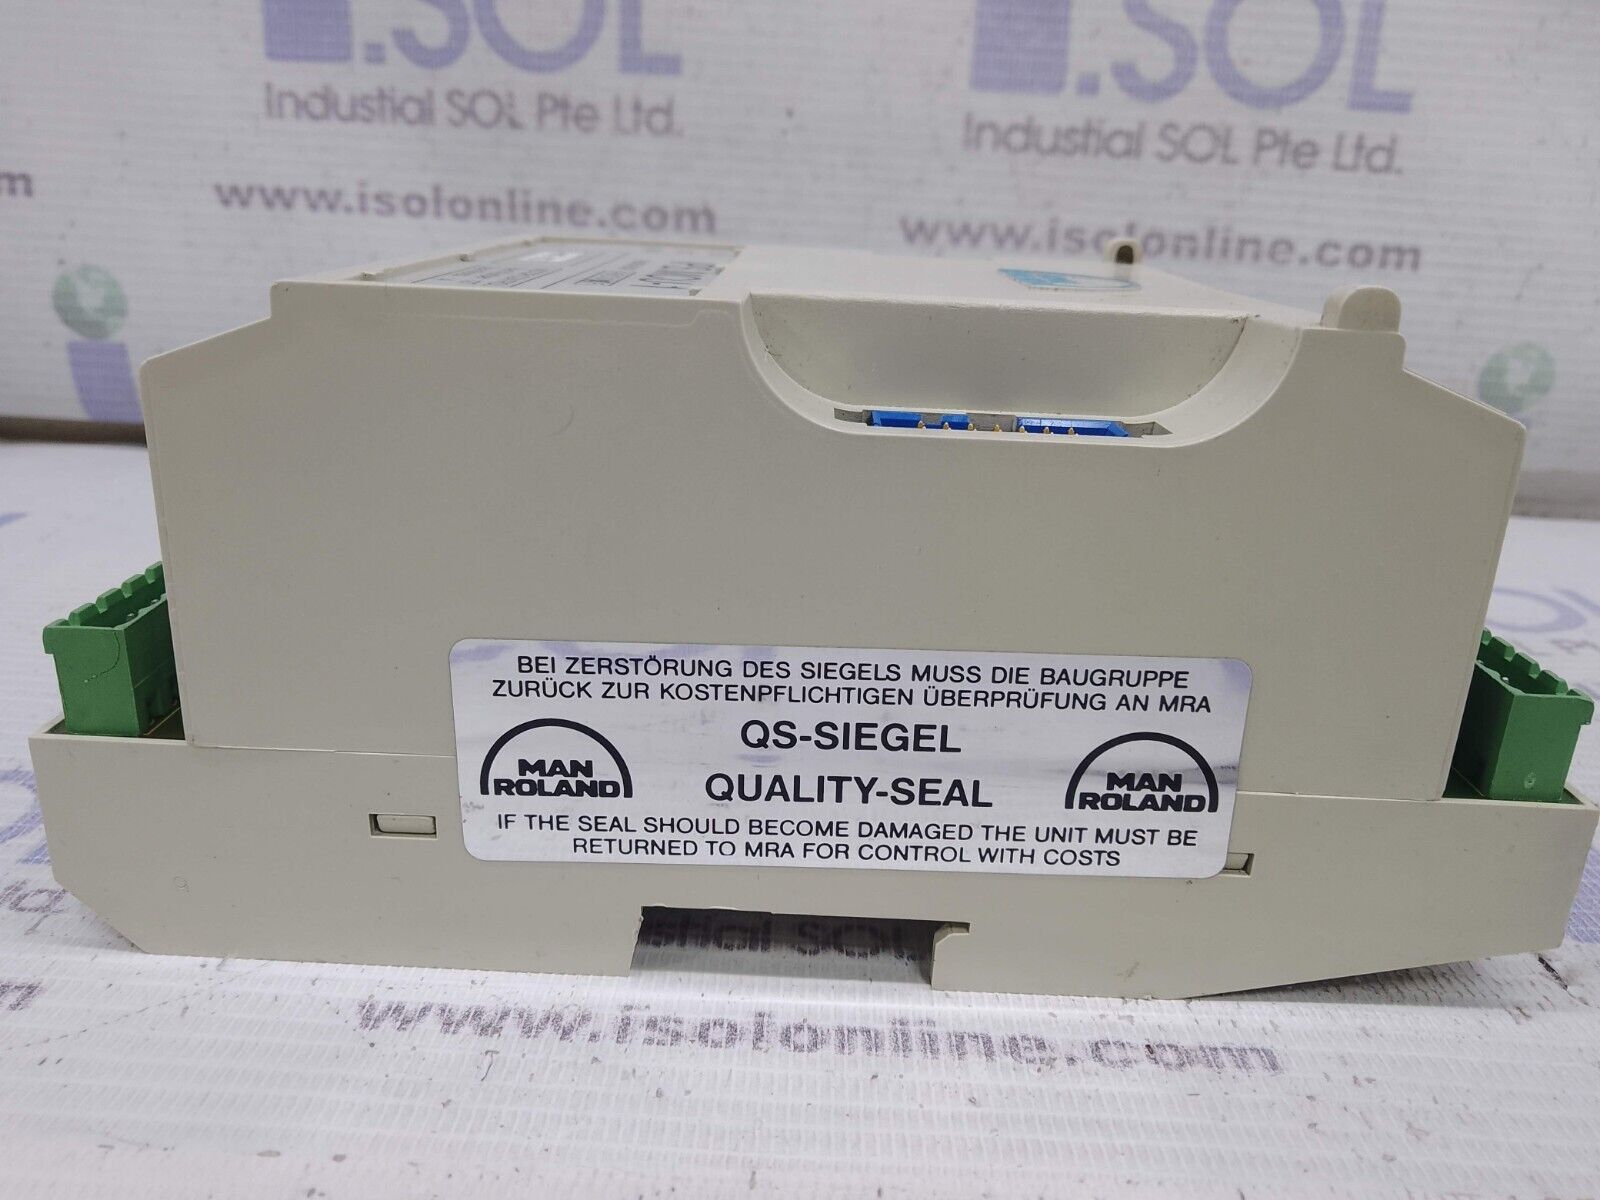 .SOL
Industial SOL Pte Ltd.
www.isolonline.com
.SOL
Industial SOL Pte Ltd.
www.isolonline.com
BEI ZERSTÖRUNG DES SIEGELS MUSS DIE BAUGRUPPE
ZURÜCK ZUR KOSTENPFLICHTIGEN ÜBERPRÜFUNG AN MRA
QS-SIEGEL
MAN
ROLAND
QUALITY-SEAL
MAN
ROLAND
IF THE SEAL SHOULD BECOME DAMAGED THE UNIT MUST BE
RETURNED TO MRA FOR CONTROL WITH COSTS
www.isolonline.com